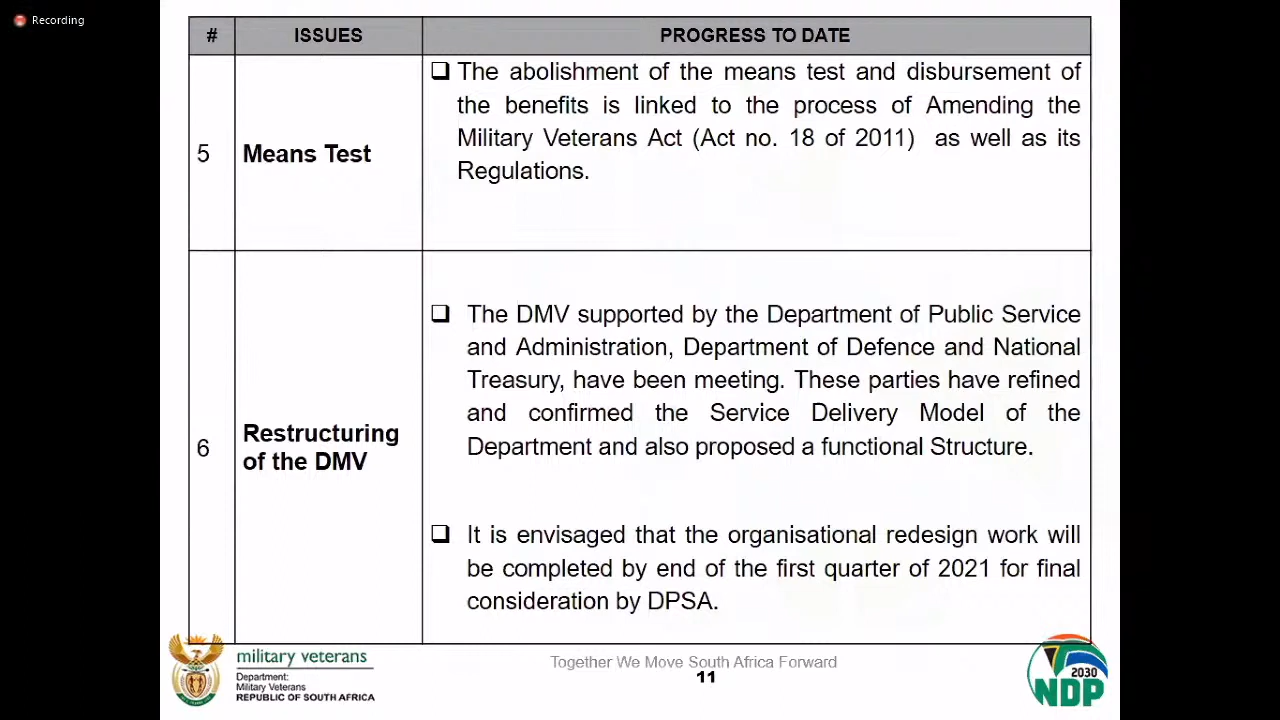 Recording
# ISSUES PROGRESS TO DATE
5
Means Test
❑ The abolishment of the means test and disbursement of
the benefits is linked to the process of Amending the
Military Veterans Act (Act no. 18 of 2011) as well as its
Regulations.
6
Restructuring
of the DMV
❑ The DMV supported by the Department of Public Service
and Administration, Department of Defence and National
Treasury, have been meeting. These parties have refined
and confirmed the Service Delivery Model of the
Department and also proposed a functional Structure.
❑ It is envisaged that the organisational redesign work will
be completed by end of the first quarter of 2021 for final
consideration by DPSA.
military veterans
Department:
Military Veterans
REPUBLIC OF SOUTH AFRICA
Together We Move South Africa Forward
11
2030
NDP